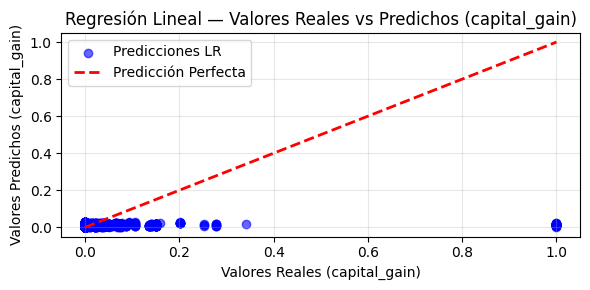 Regresión Lineal — Valores Reales vs Predichos (capital_gain)
Valores Predichos (capital_gain)
1.0
0.8
0.6
0.4
0.2
0.0
Predicciones LR
Predicción Perfecta
0.0 0.2 0.4 0.6 0.8 1.0
Valores Reales (capital_gain)